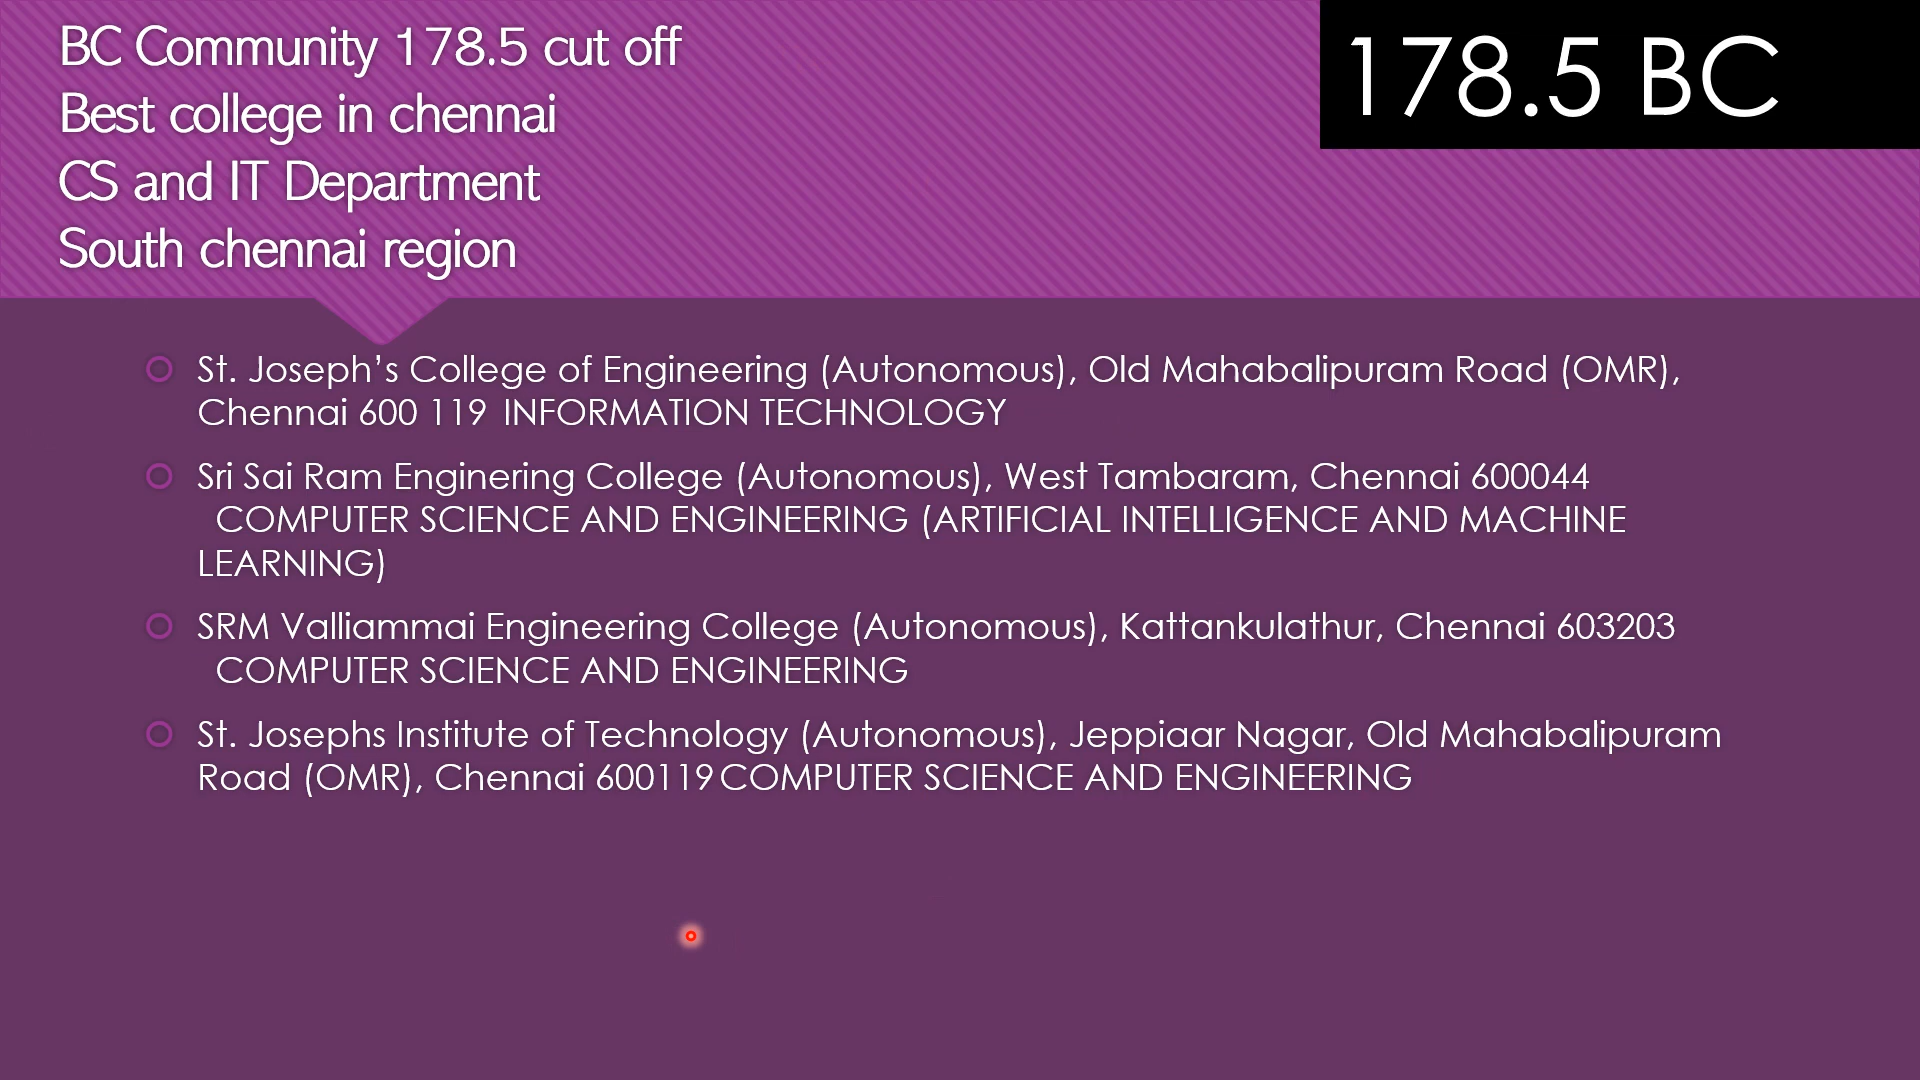 BC Community 178.5 cut off
Best college in chennai
CS and IT Department
South chennai region
178.5 BC
St. Joseph’s College of Engineering (Autonomous), Old Mahabalipuram Road (OMR),
Chennai 600 119 INFORMATION TECHNOLOGY
Sri Sai Ram Enginering College (Autonomous), West Tambaram, Chennai 600044
COMPUTER SCIENCE AND ENGINEERING (ARTIFICIAL INTELLIGENCE AND MACHINE
LEARNING)
SRM Valliammai Engineering College (Autonomous), Kattankulathur, Chennai 603203
COMPUTER SCIENCE AND ENGINEERING
St. Josephs Institute of Technology (Autonomous), Jeppiaar Nagar, Old Mahabalipuram
Road (OMR), Chennai 600119 COMPUTER SCIENCE AND ENGINEERING